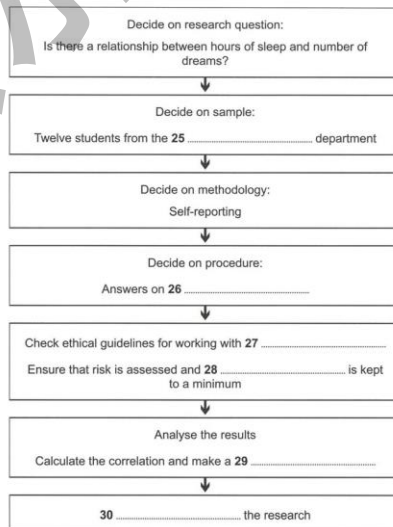 Decide on research question:
Is there a relationship between hours of sleep and number of
dreams?
Decide on sample:
Twelve students from the 25 ........................................ department
Decide on methodology:
Self-reporting
Decide on procedure:
Answers on 26 ........................................
Check ethical guidelines for working with 27 ........................................
Ensure that risk is assessed and 28 ........................................ is kept
to a minimum
Analyse the results
Calculate the correlation and make a 29 ........................................
30 ........................................ the research